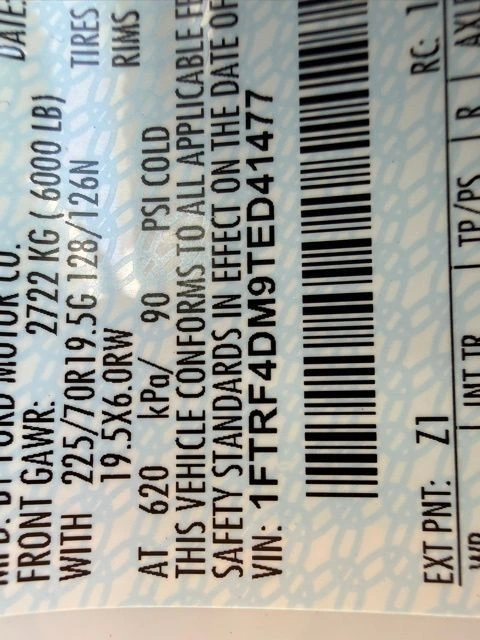 DATE:
MFD. BY FORD MOTOR CO.
FRONT GAWR: 2722 KG ( 6000 LB)
WITH 225/70R19.5G 128/126N TIRES
19.5X6.0RW RIMS
AT 620 kPa/ 90 PSI COLD
THIS VEHICLE CONFORMS TO ALL APPLICABLE
SAFETY STANDARDS IN EFFECT ON THE DATE OF
VIN: 1FTRF4DM9TED41477
EXT PNT: Z1 RC: 1
WB INT TR TP/PS R AXLE